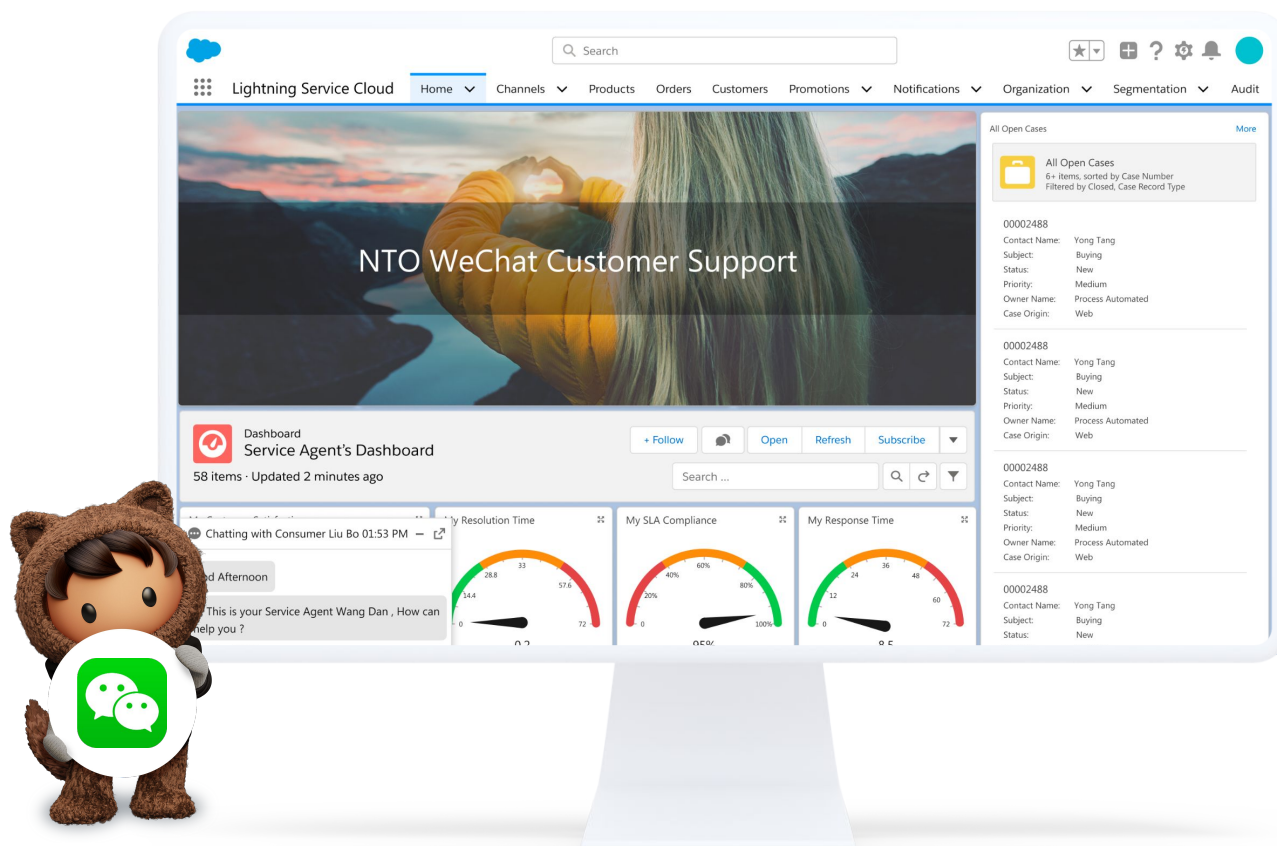 Search
Lightning Service Cloud
Home
Channels
Products
Orders
Customers
Promotions
Notifications
Organization
Segmentation
Audit
NTO WeChat Customer Support
All Open Cases
More
All Open Cases
6+ items, sorted by Case Number
Filtered by Closed, Case Record Type
00002488
Contact Name: Yong Tang
Subject: Buying
Status: New
Priority: Medium
Owner Name: Process Automated
Case Origin: Web
00002488
Contact Name: Yong Tang
Subject: Buying
Status: New
Priority: Medium
Owner Name: Process Automated
Case Origin: Web
00002488
Contact Name: Yong Tang
Subject: Buying
Status: New
Priority: Medium
Owner Name: Process Automated
Case Origin: Web
00002488
Contact Name: Yong Tang
Subject: Buying
Status: New
Dashboard
Service Agent's Dashboard
58 items · Updated 2 minutes ago
+ Follow
Open
Refresh
Subscribe
Search ...
Chatting with Consumer Liu Bo 01:53 PM
Afternoon
This is your Service Agent Wang Dan , How can
help you ?
My Resolution Time
0
14.4
28.8
33
57.6
72
My SLA Compliance
0
20%
40%
60%
80%
100%
95%
My Response Time
0
12
24
36
48
60
72
8.5